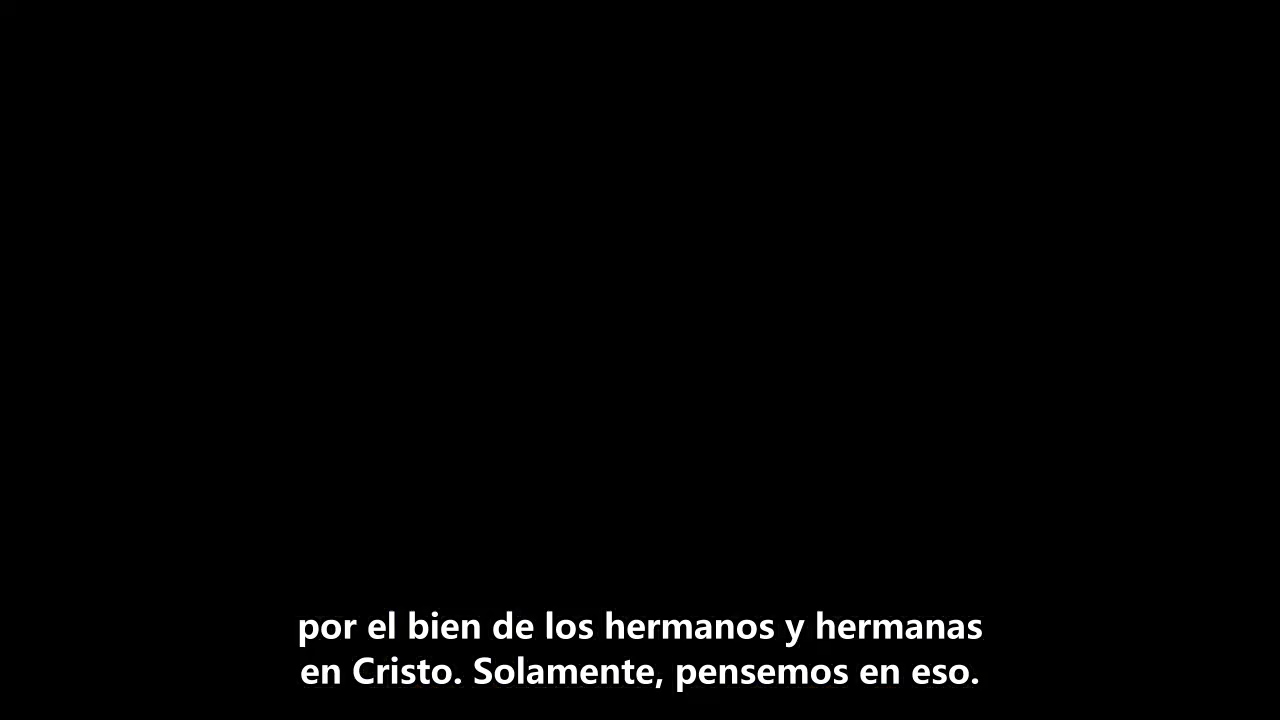 por el bien de los hermanos y hermanas
en Cristo. Solamente, pensemos en eso.